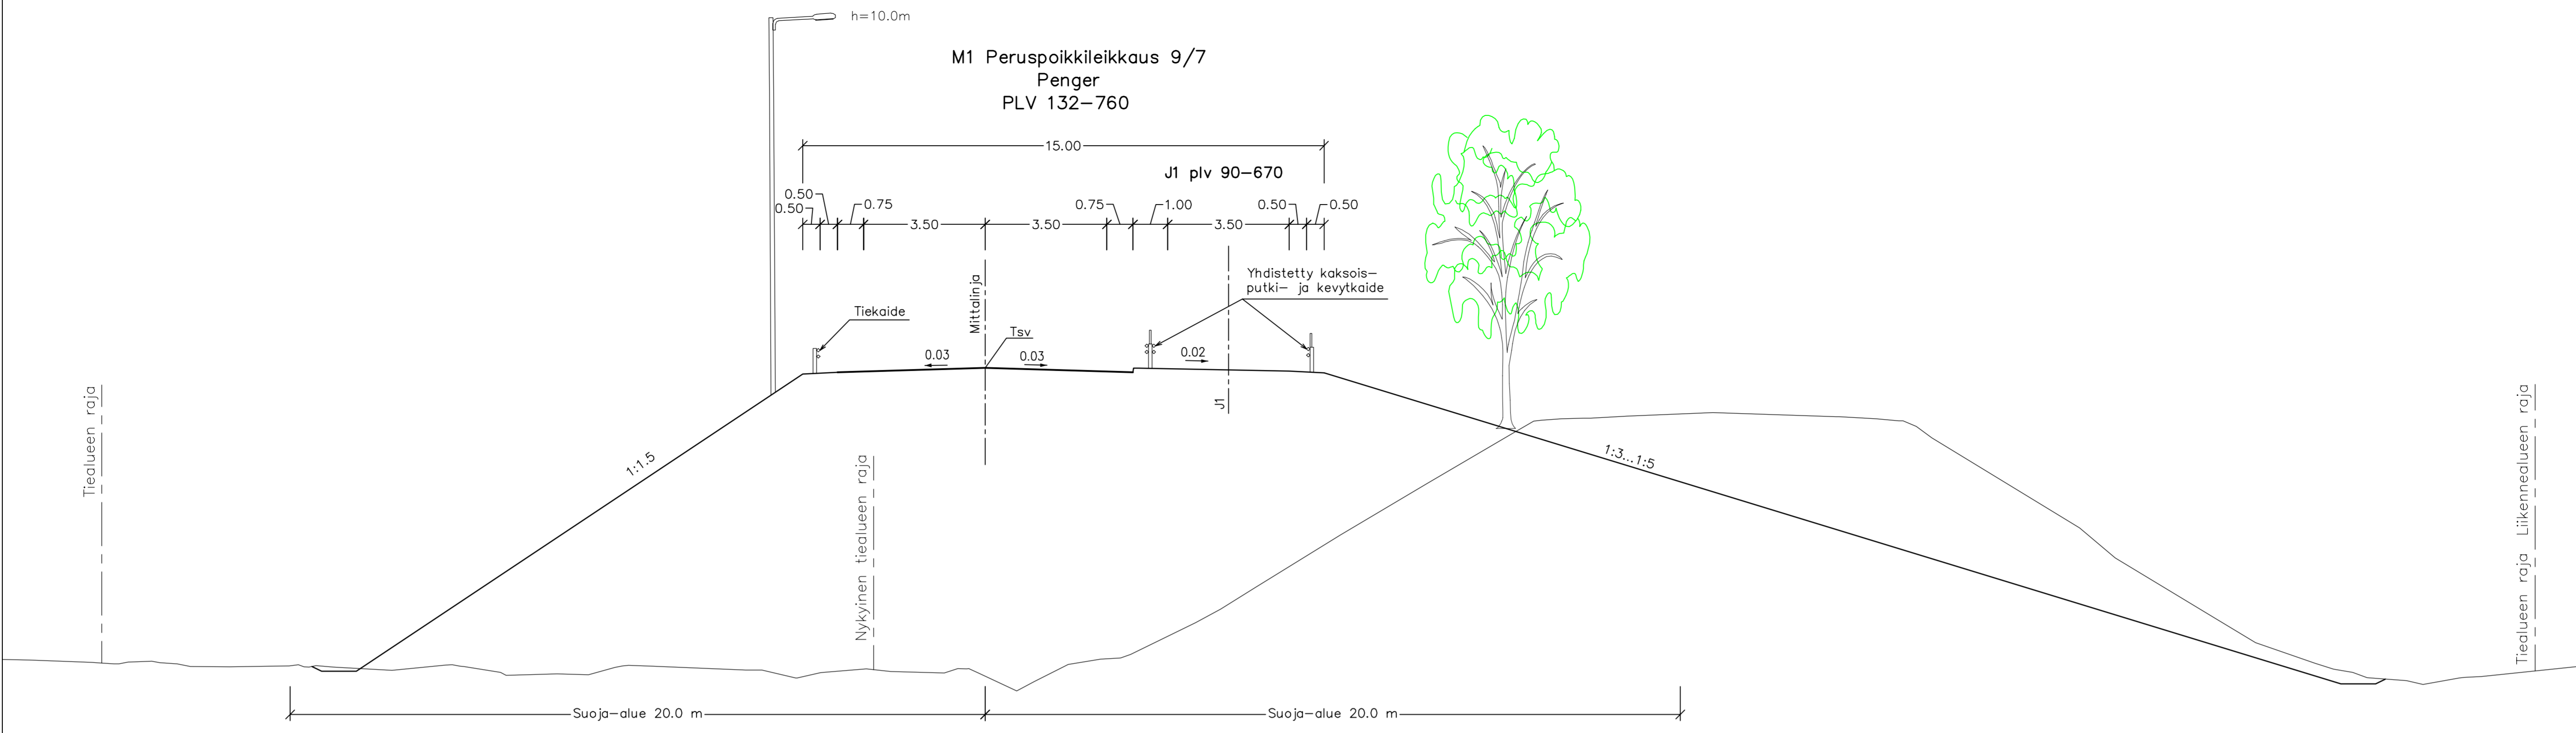 h=10.0m
M1 Peruspoikkileikkaus 9/7
Penger
PLV 132-760
15.00
J1 plv 90-670
0.50
0.50
0.75
3.50
3.50
0.75
1.00
3.50
0.50
0.50
Mittalinja
Yhdistetty kaksois-
putki- ja kevytkaide
Tiekaide
Tsv
0.03
0.03
0.02
J1
Tiealueen raja
1:1.5
Nykyinen tiealueen raja
1:3...1:5
Tiealueen raja Liikennealueen raja
Suoja-alue 20.0 m
Suoja-alue 20.0 m